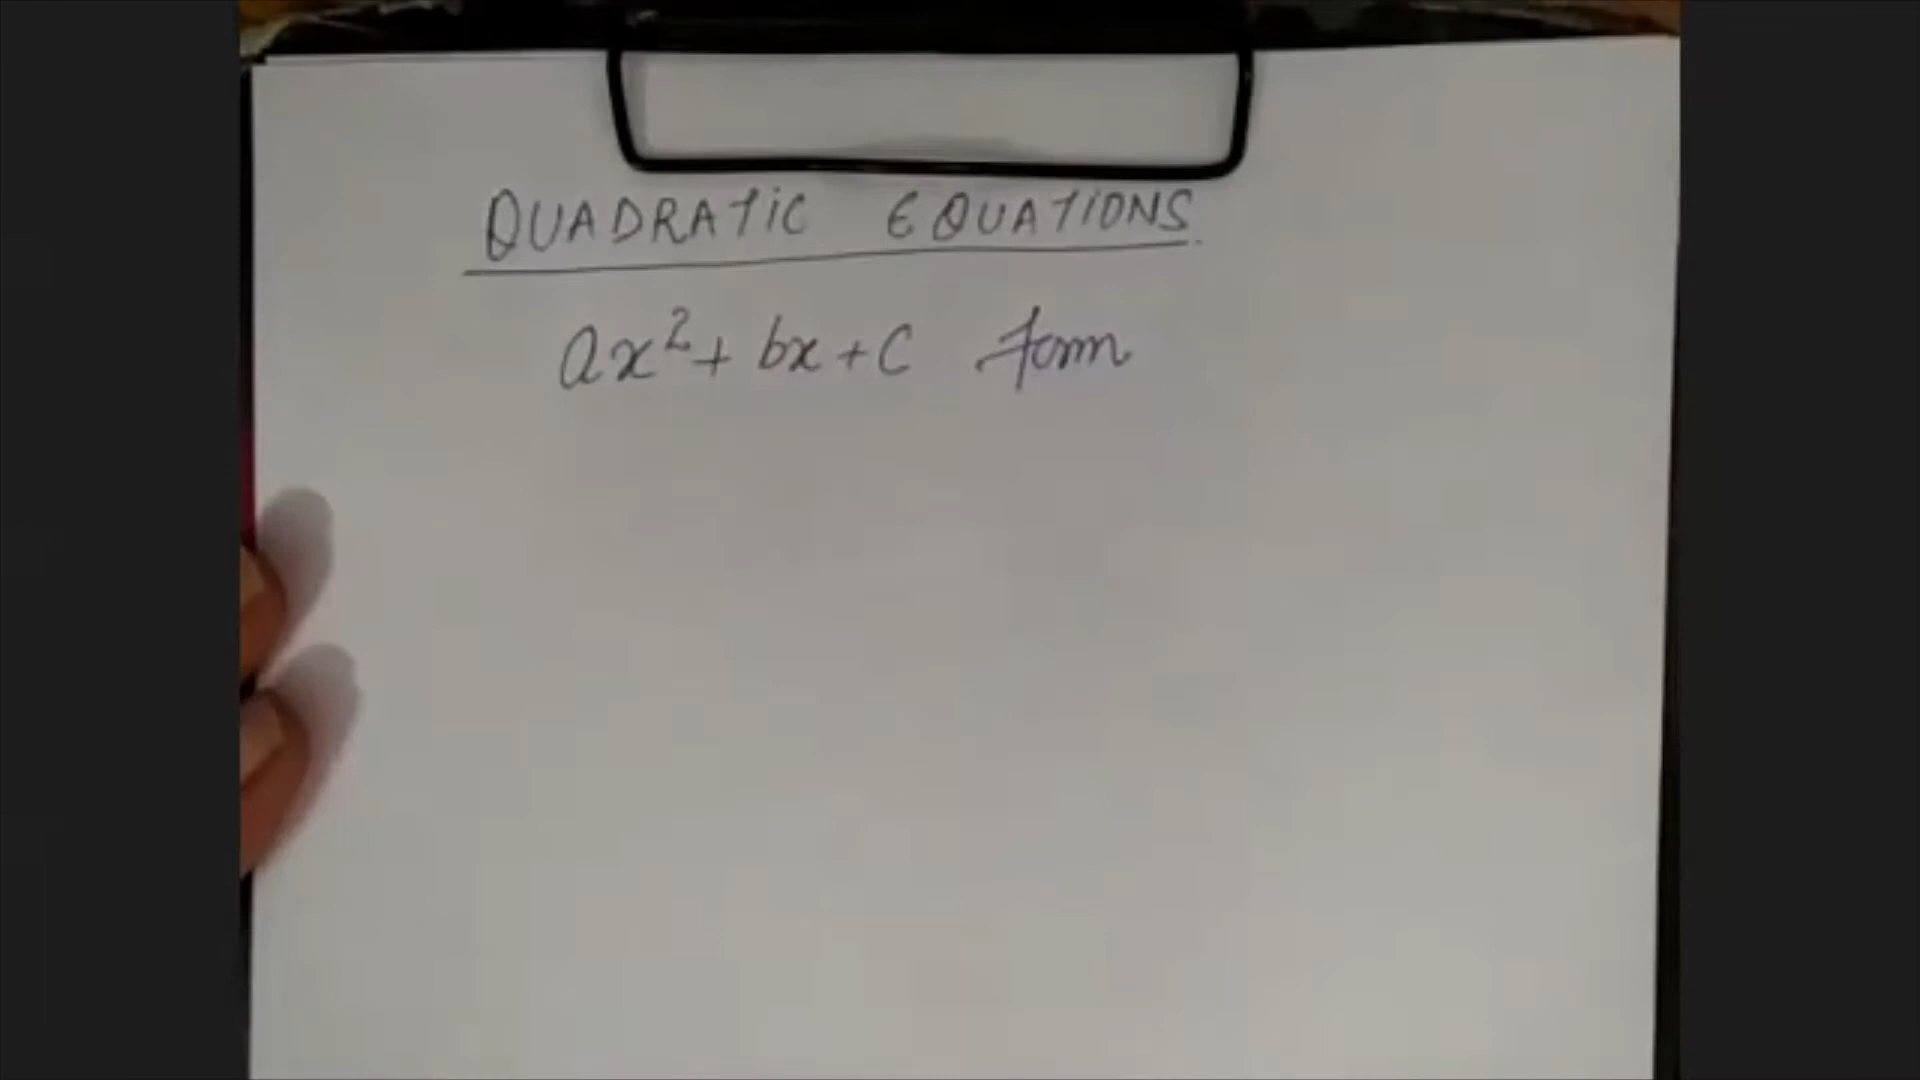 QUADRATIC EQUATIONS.
ax²+ bx + c form